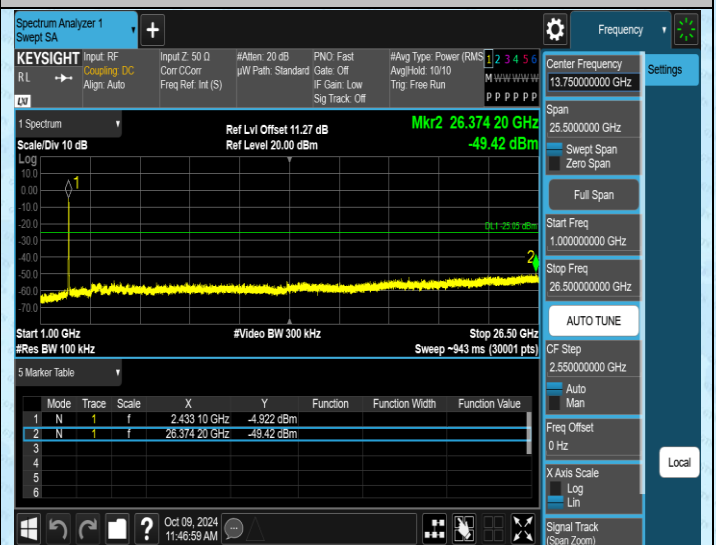 Spectrum Analyzer 1
Swept SA
+
Frequency
KEYSIGHT
RL
LXI
Input: RF
Coupling: DC
Align: Auto
Input Z: 50 Ω
Corr CCorr
Freq Ref: Int (S)
#Atten: 20 dB
µW Path: Standard
PNO: Fast
Gate: Off
IF Gain: Low
Sig Track: Off
#Avg Type: Power (RMS
Avg|Hold: 10/10
Trig: Free Run
1 2 3 4 5 6
M W W W W W
P P P P P P
1 Spectrum
Scale/Div 10 dB
Log
Ref Lvl Offset 11.27 dB
Ref Level 20.00 dBm
Mkr2 26.374 20 GHz
-49.42 dBm
10.0
0.00
-10.0
-20.0
-30.0
-40.0
-50.0
-60.0
-70.0
1
DL1 -25.05 dBm
2
Start 1.00 GHz
#Res BW 100 kHz
#Video BW 300 kHz
Stop 26.50 GHz
Sweep ~943 ms (30001 pts)
5 Marker Table
Mode Trace Scale X Y Function Function Width Function Value
1 N 1 f 2.433 10 GHz -4.922 dBm
2 N 1 f 26.374 20 GHz -49.42 dBm
3
4
5
6
Oct 09, 2024
11:46:59 AM
Center Frequency
13.750000000 GHz
Span
25.5000000 GHz
Swept Span
Zero Span
Full Span
Start Freq
1.000000000 GHz
Stop Freq
26.500000000 GHz
AUTO TUNE
CF Step
2.550000000 GHz
Auto
Man
Freq Offset
0 Hz
X Axis Scale
Log
Lin
Signal Track
(Span Zoom)
Settings
Local